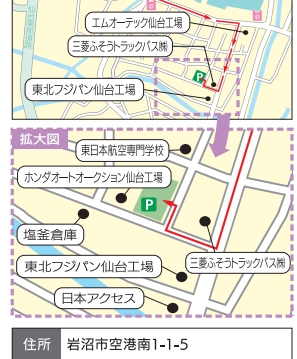 エムオーテック仙台工場
三菱ふそうトラックバス㈱
P
東北フジパン仙台工場
拡大図
東日本航空専門学校
ホンダオートオークション仙台工場
P
塩釜倉庫
三菱ふそうトラックバス㈱
東北フジパン仙台工場
日本アクセス
住所 岩沼市空港南1-1-5